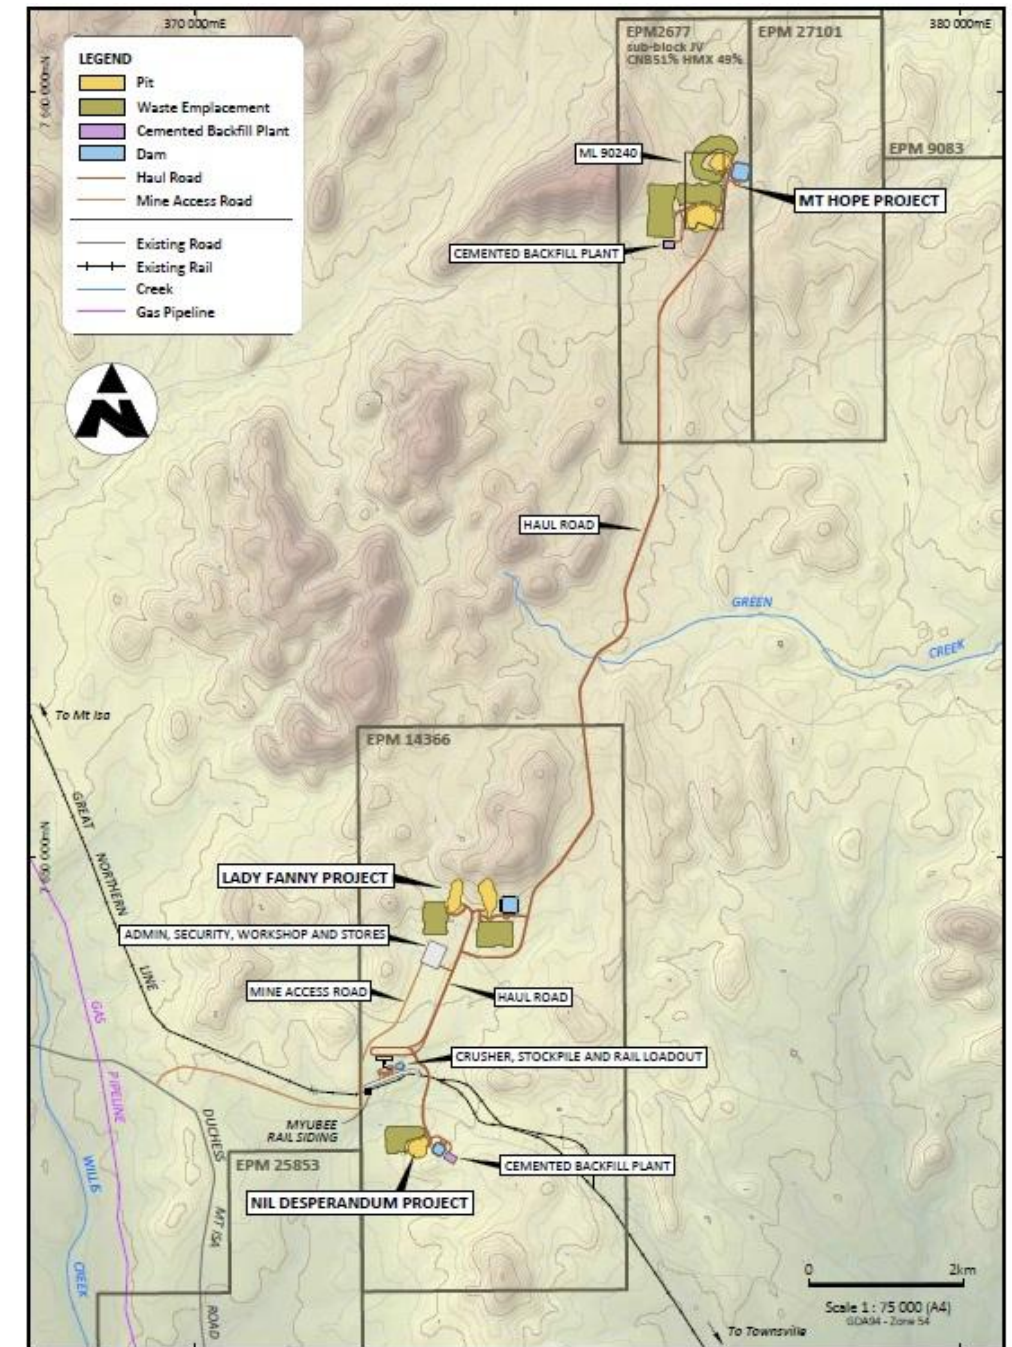 370 000mE
380 000mE
7 600 000mN
LEGEND
Pit
Waste Emplacement
Cemented Backfill Plant
Dam
Haul Road
Mine Access Road
Existing Road
Existing Rail
Creek
Gas Pipeline
N
EPM2677
sub-block JV
CNB51% HMX 49%
EPM 27101
EPM 9083
ML 90240
MT HOPE PROJECT
CEMENTED BACKFILL PLANT
HAUL ROAD
GREEN
CREEK
To Mt Isa
EPM 14366
GREAT
NORTHERN
LINE
000mN
LADY FANNY PROJECT
ADMIN, SECURITY, WORKSHOP AND STORES
MINE ACCESS ROAD
HAUL ROAD
GAS
PIPELINE
CRUSHER, STOCKPILE AND RAIL LOADOUT
MYUBEE
RAIL SIDING
DUCHESS
MT ISA
ROAD
WILLIS
CREEK
EPM 25853
CEMENTED BACKFILL PLANT
NIL DESPERANDUM PROJECT
0
2km
Scale 1 : 75 000 (A4)
GDA94 - Zone 54
To Townsville